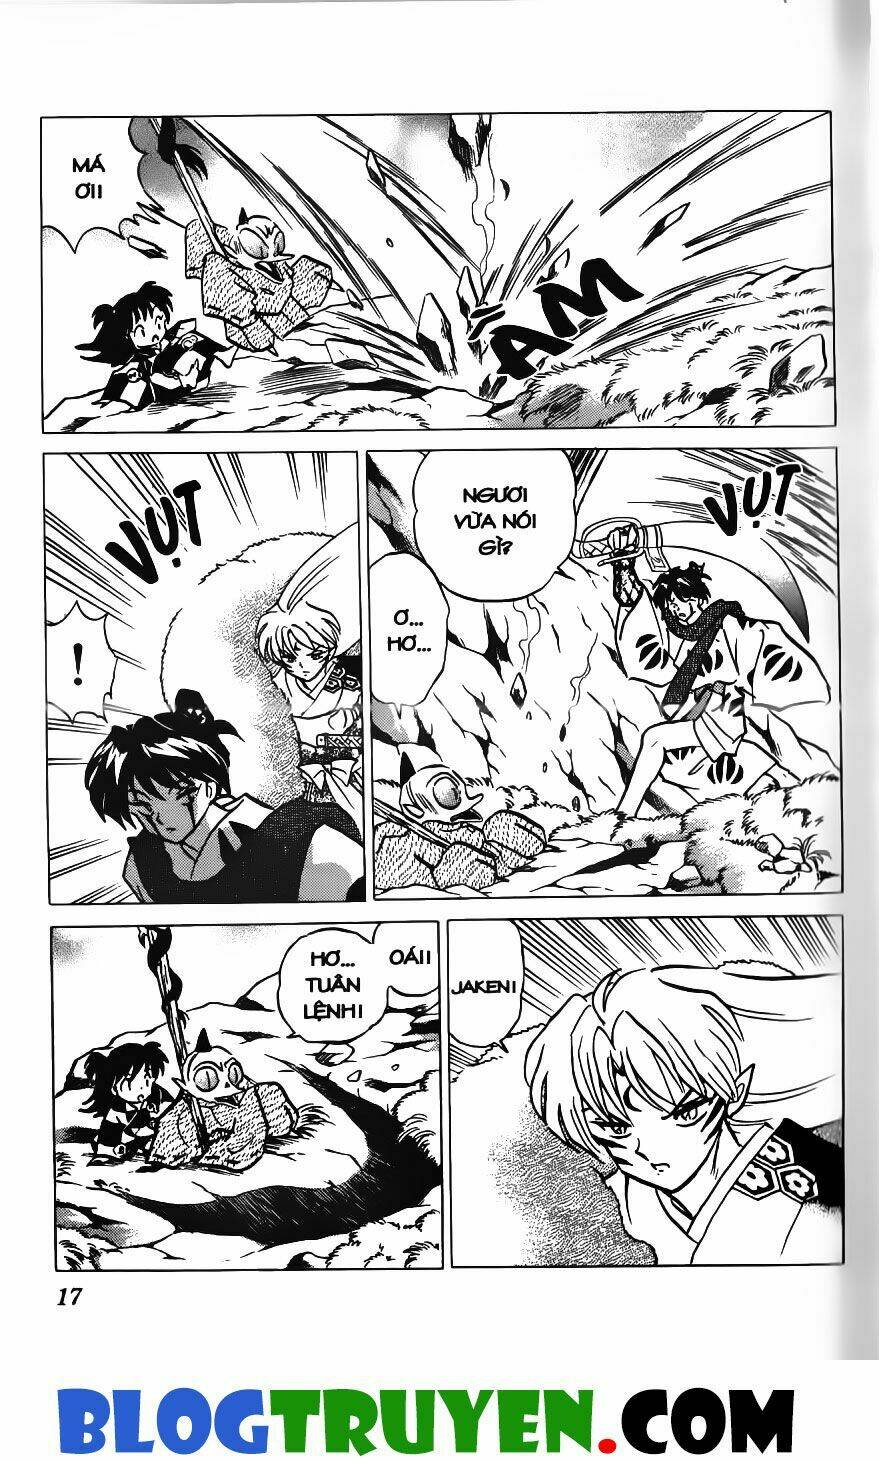 MÁ
ƠI!
ẦM
NGƯƠI
VỪA NÓI
GÌ?
VỤT
Ơ...
HƠ...
VỤT
!
JAKEN!
OÁI!
HƠ...
TUÂN
LỆNH!
17
BLOGTRUYEN.COM